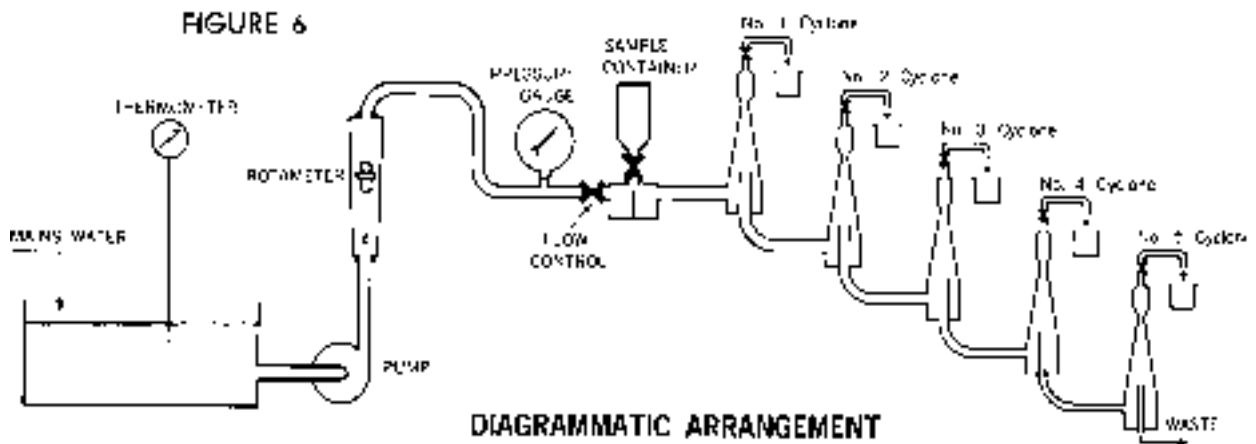 FIGURE 6
No. 1 Cyclone
SAMPLE
CONTAINER
PRESSURE
GAUGE
No. 2 Cyclone
THERMOMETER
No. 3 Cyclone
ROTAMETER
No. 4 Cyclone
MAINS WATER
FLOW
CONTROL
No. 5 Cyclone
PUMP
WASTE
DIAGRAMMATIC ARRANGEMENT